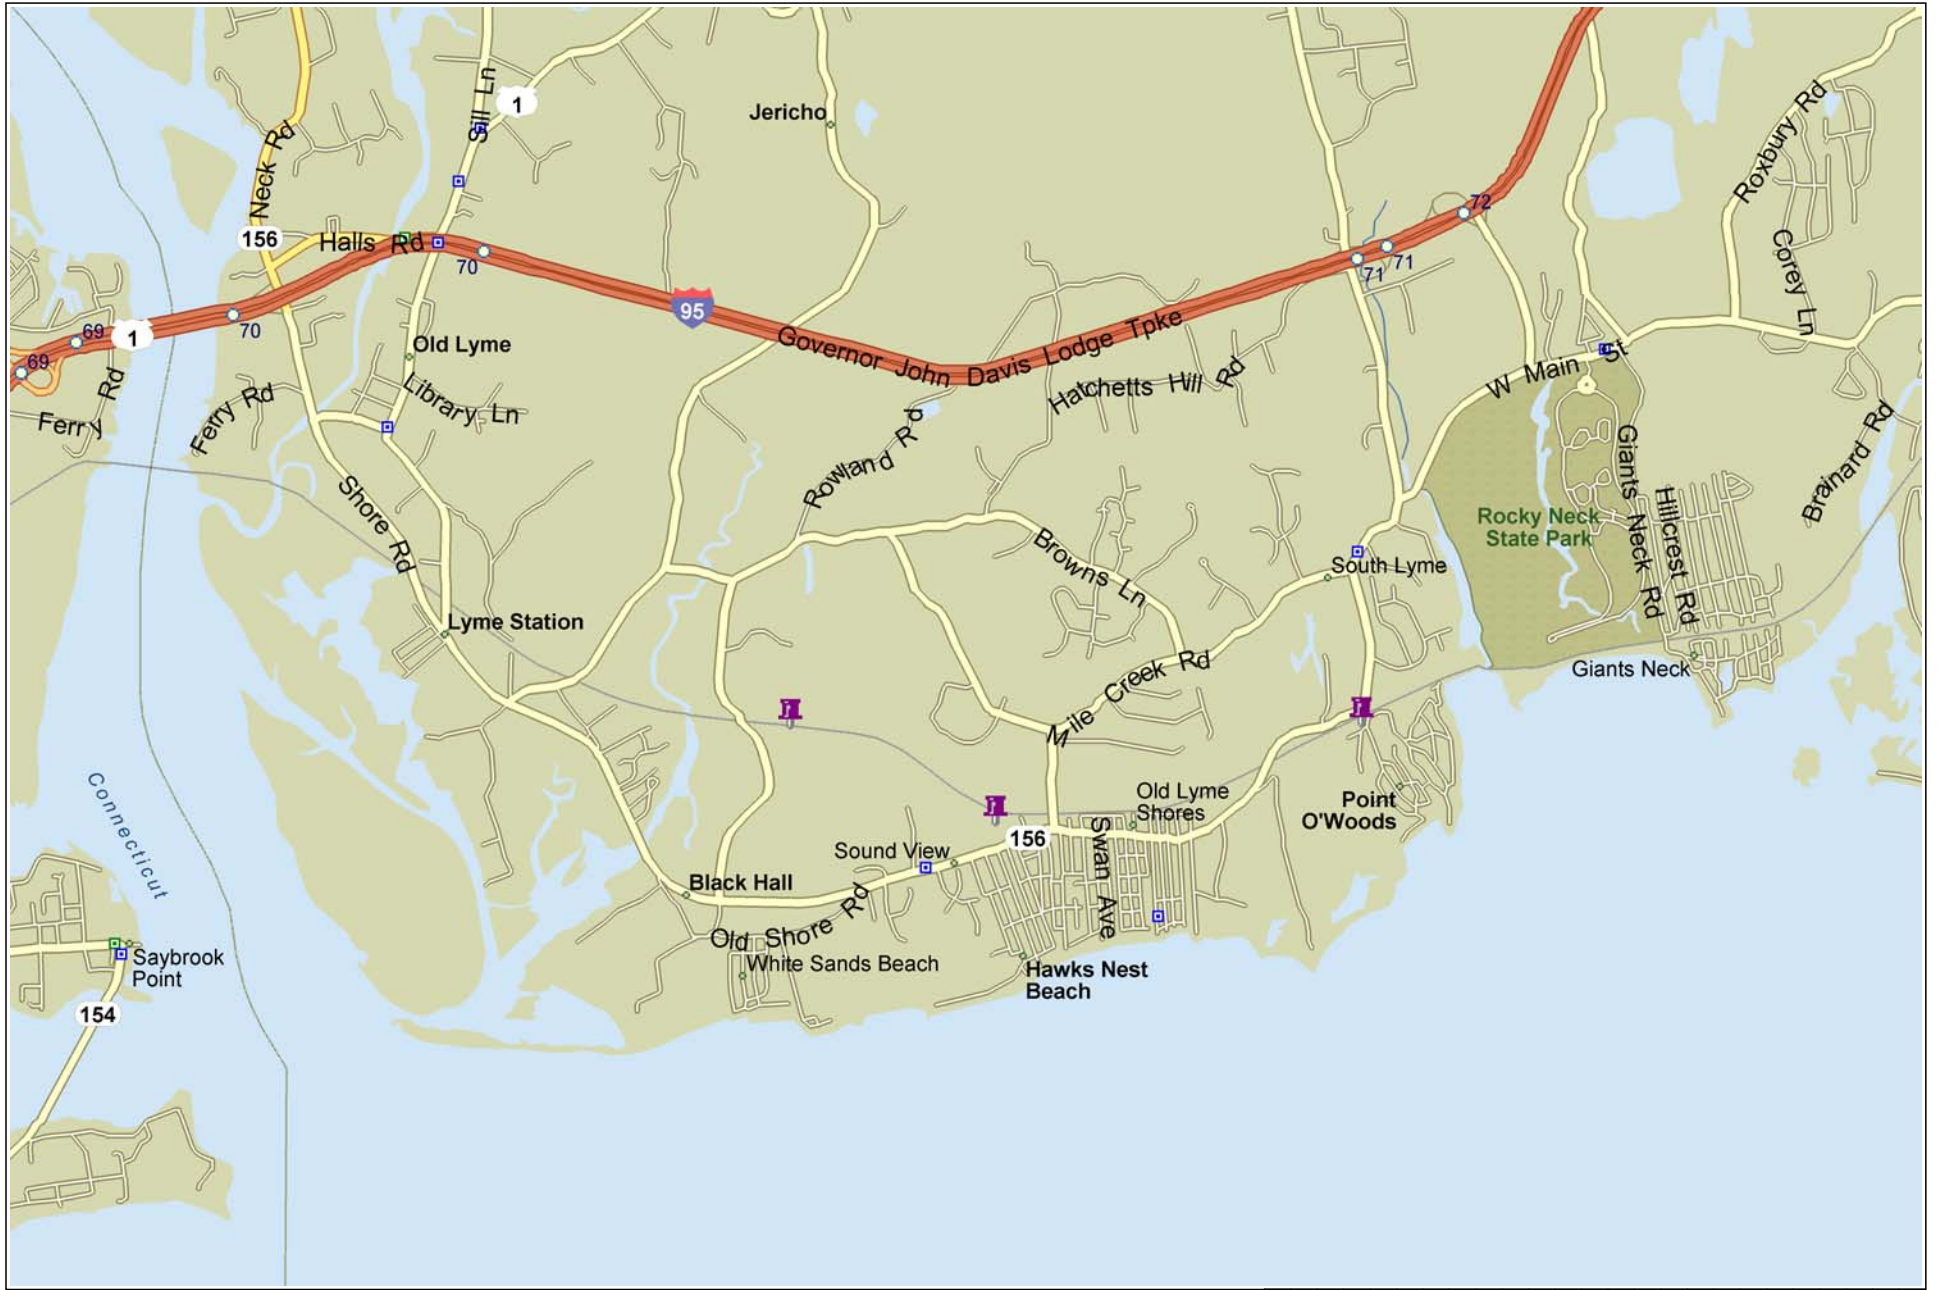 Sill Ln
1
Jericho
Neck Rd
Roxbury Rd
72
156
Halls Rd
70
71
71
Corey Ln
95
70
69
69
1
Governor John Davis Lodge Tpke
Old Lyme
W Main St
Rd
Ferry
Ferry Rd
Library Ln
Hatchetts Hill Rd
Rowland Rd
Brainard Rd
Giants Neck Rd
Hillcrest Rd
Shore Rd
Rocky Neck
State Park
Browns Ln
South Lyme
Lyme Station
Mile Creek Rd
Giants Neck
Connecticut
Old Lyme
Shores
Point
O'Woods
156
Swan Ave
Sound View
Black Hall
Old Shore Rd
White Sands Beach
Hawks Nest
Beach
Saybrook
Point
154